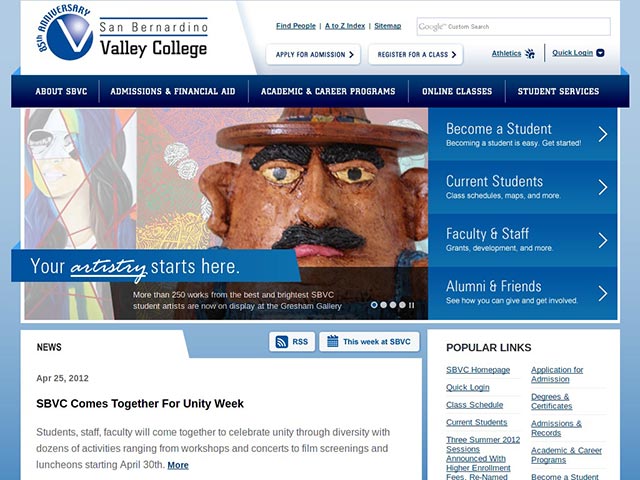 85th ANNIVERSARY
San Bernardino
Valley College
Find People | A to Z Index | Sitemap
Google™ Custom Search
APPLY FOR ADMISSION
REGISTER FOR A CLASS
Athletics
Quick Login
ABOUT SBVC
ADMISSIONS & FINANCIAL AID
ACADEMIC & CAREER PROGRAMS
ONLINE CLASSES
STUDENT SERVICES
Your artistry starts here.
More than 250 works from the best and brightest SBVC
student artists are now on display at the Gresham Gallery
Become a Student
Becoming a student is easy. Get started!
Current Students
Class schedules, maps, and more.
Faculty & Staff
Grants, development, and more.
Alumni & Friends
See how you can give and get involved.
NEWS
RSS
This week at SBVC
Apr 25, 2012
SBVC Comes Together For Unity Week
Students, staff, faculty will come together to celebrate unity through diversity with
dozens of activities ranging from workshops and concerts to film screenings and
luncheons starting April 30th. More
POPULAR LINKS
SBVC Homepage
Quick Login
Class Schedule
Current Students
Three Summer 2012
Sessions
Announced With
Higher Enrollment
Fees, Re-Named
Application for
Admission
Degrees &
Certificates
Admissions &
Records
Academic & Career
Programs
Become a Student